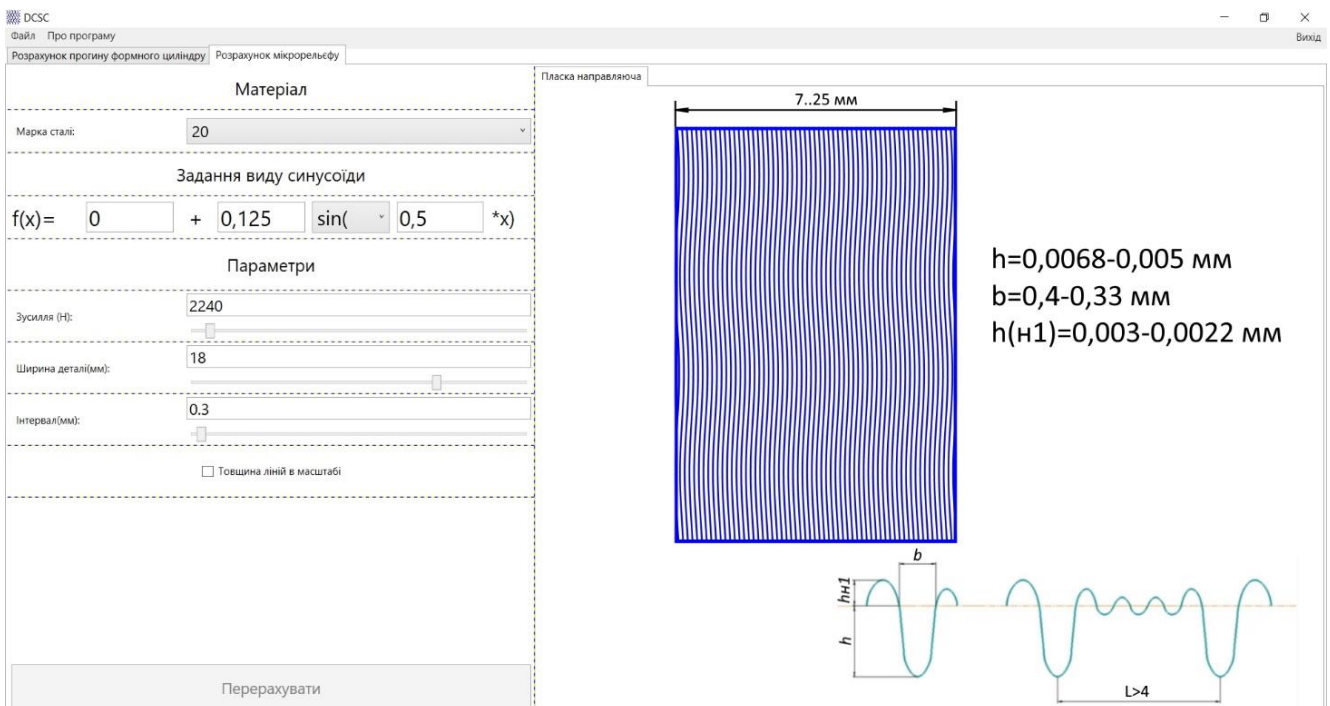 DCSC
Файл Про програму Вихід
Розрахунок прогину формного циліндру Розрахунок мікрорельєфу
Матеріал
Марка сталі: 20
Задання виду синусоїди
f(x)= 0 + 0,125 sin( 0,5 *x)
Параметри
Зусилля (Н): 2240
Ширина деталі(мм): 18
Інтервал(мм): 0.3
Товщина ліній в масштабі
Перерахувати
Пласка направляюча
7..25 мм
h=0,0068-0,005 мм
b=0,4-0,33 мм
h(н1)=0,003-0,0022 мм
b
hн1
h
L>4